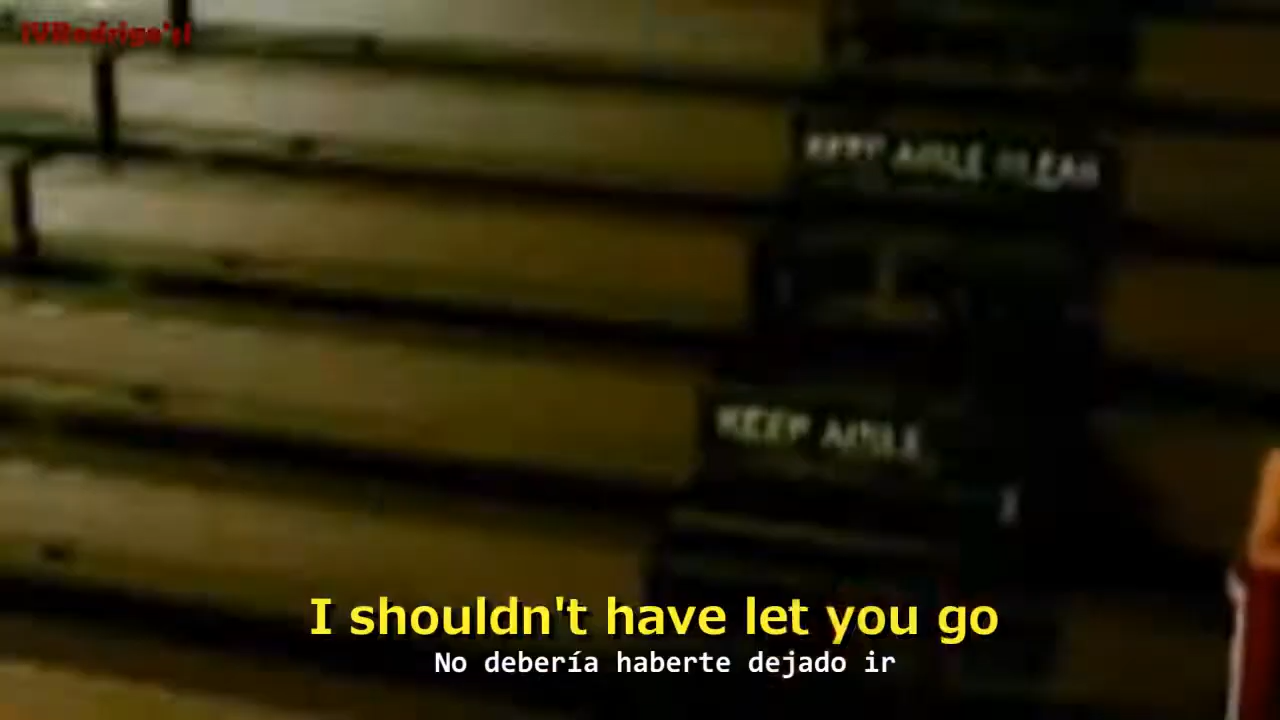 KEEP AISLE CLEAR
KEEP AISLE
I shouldn't have let you go
No debería haberte dejado ir